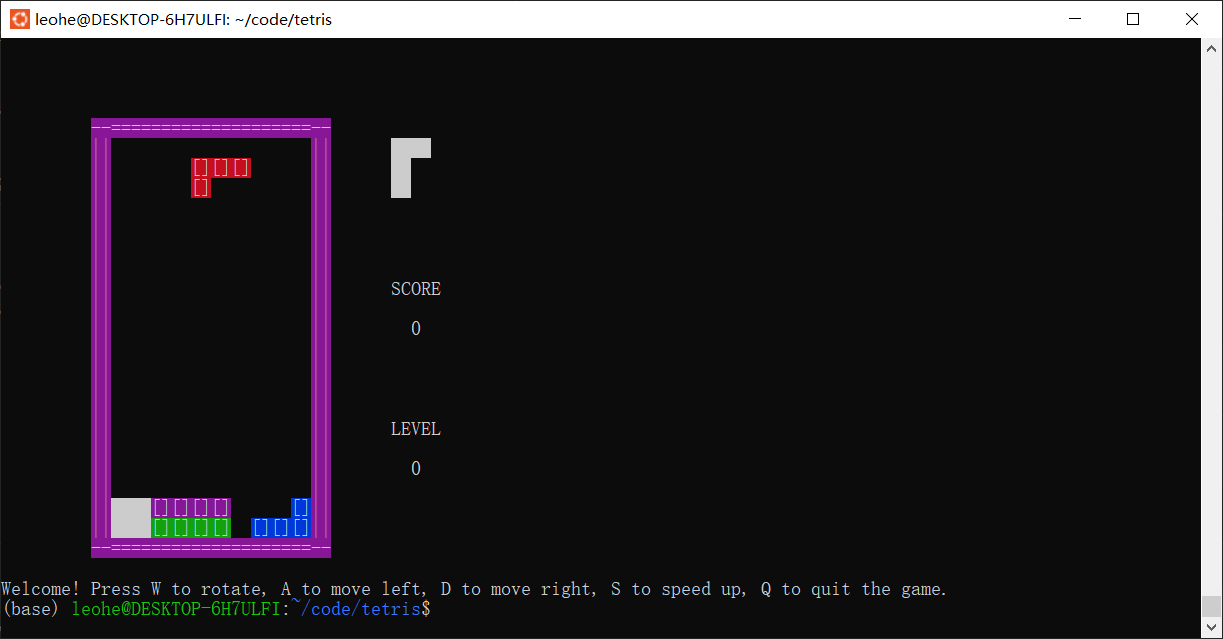 leohe@DESKTOP-6H7ULFI: ~/code/tetris
--====================--
[][][]
[]
SCORE
0
LEVEL
0
[][][][] []
[][][][] [][][]
--====================--
Welcome! Press W to rotate, A to move left, D to move right, S to speed up, Q to quit the game.
(base) leohe@DESKTOP-6H7ULFI:~/code/tetris$